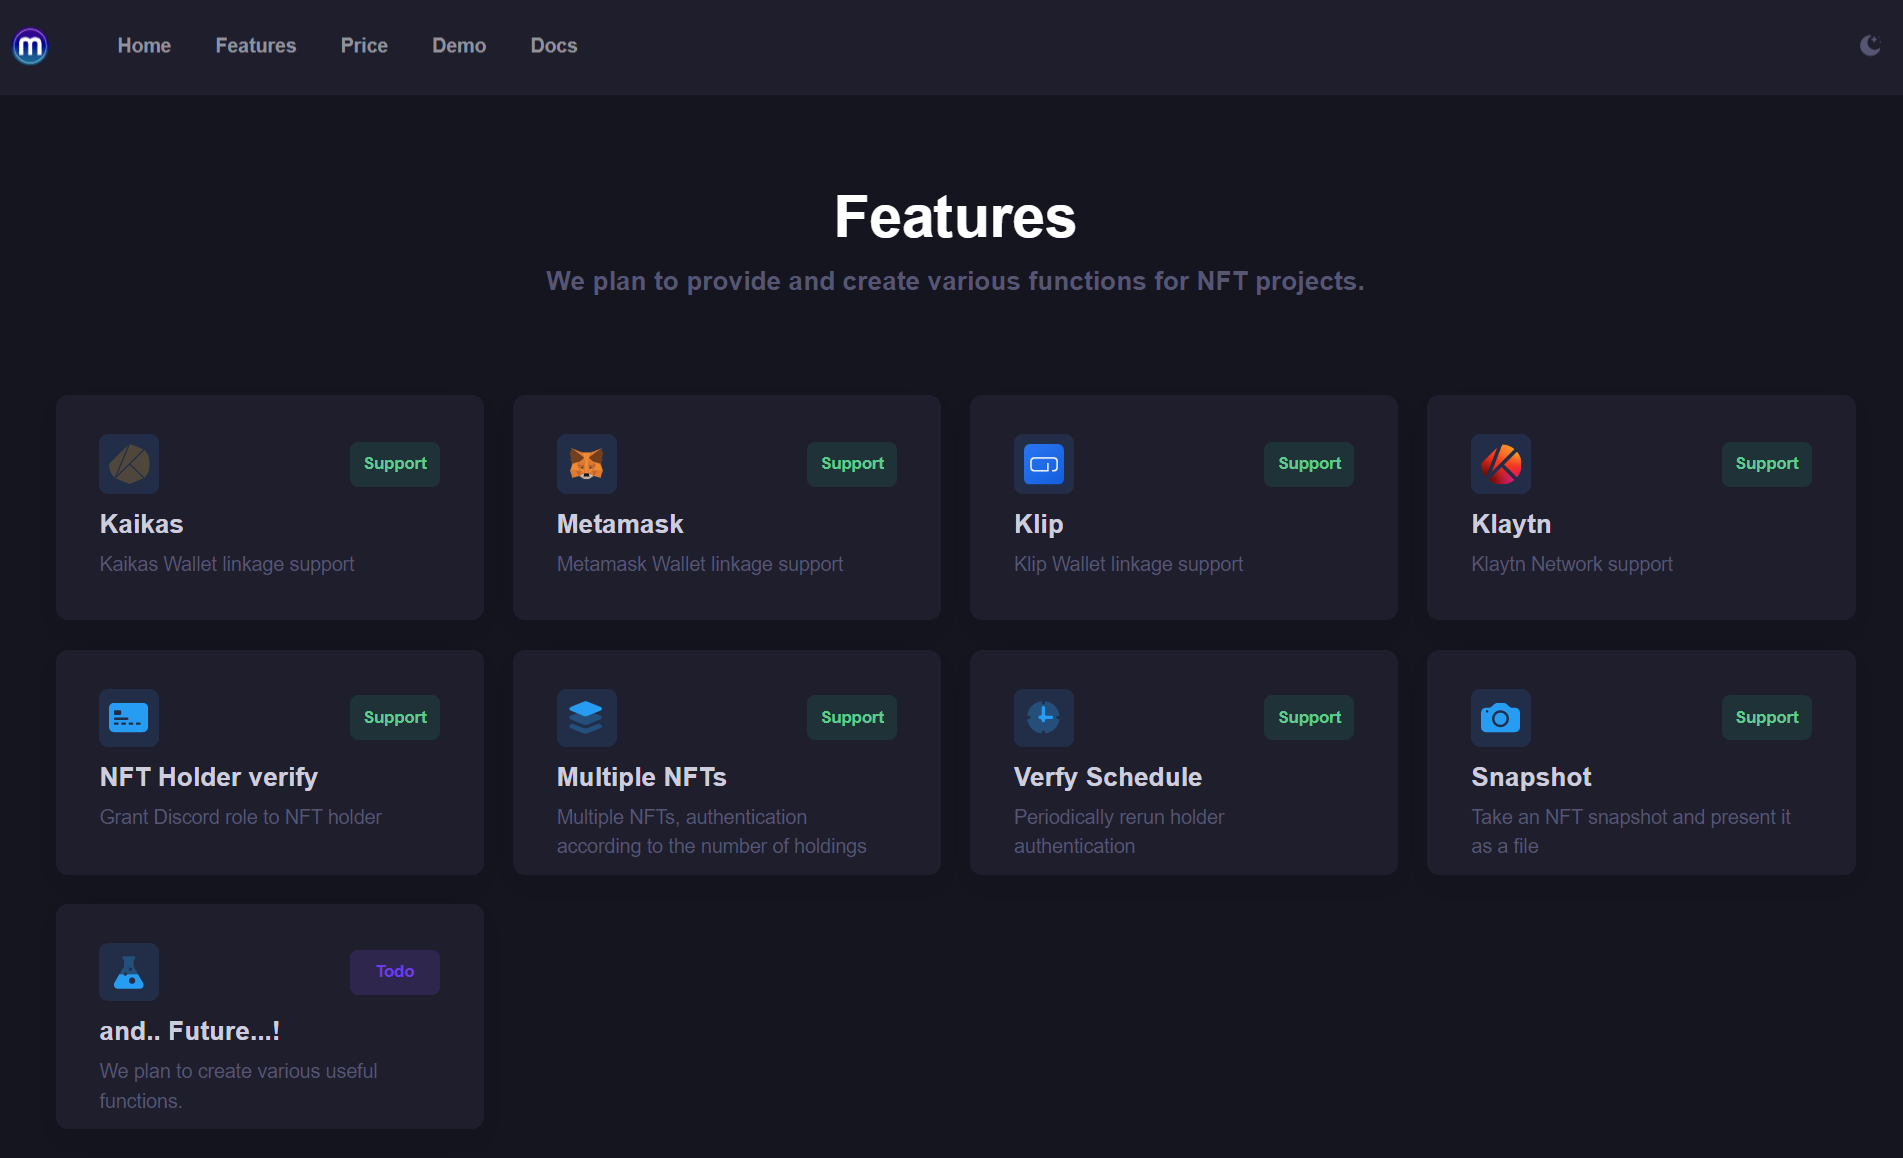 m
Home Features Price Demo Docs
Features
We plan to provide and create various functions for NFT projects.
Support
Kaikas
Kaikas Wallet linkage support
Support
Metamask
Metamask Wallet linkage support
Support
Klip
Klip Wallet linkage support
Support
Klaytn
Klaytn Network support
Support
NFT Holder verify
Grant Discord role to NFT holder
Support
Multiple NFTs
Multiple NFTs, authentication
according to the number of holdings
Support
Verfy Schedule
Periodically rerun holder
authentication
Support
Snapshot
Take an NFT snapshot and present it
as a file
Todo
and.. Future...!
We plan to create various useful
functions.